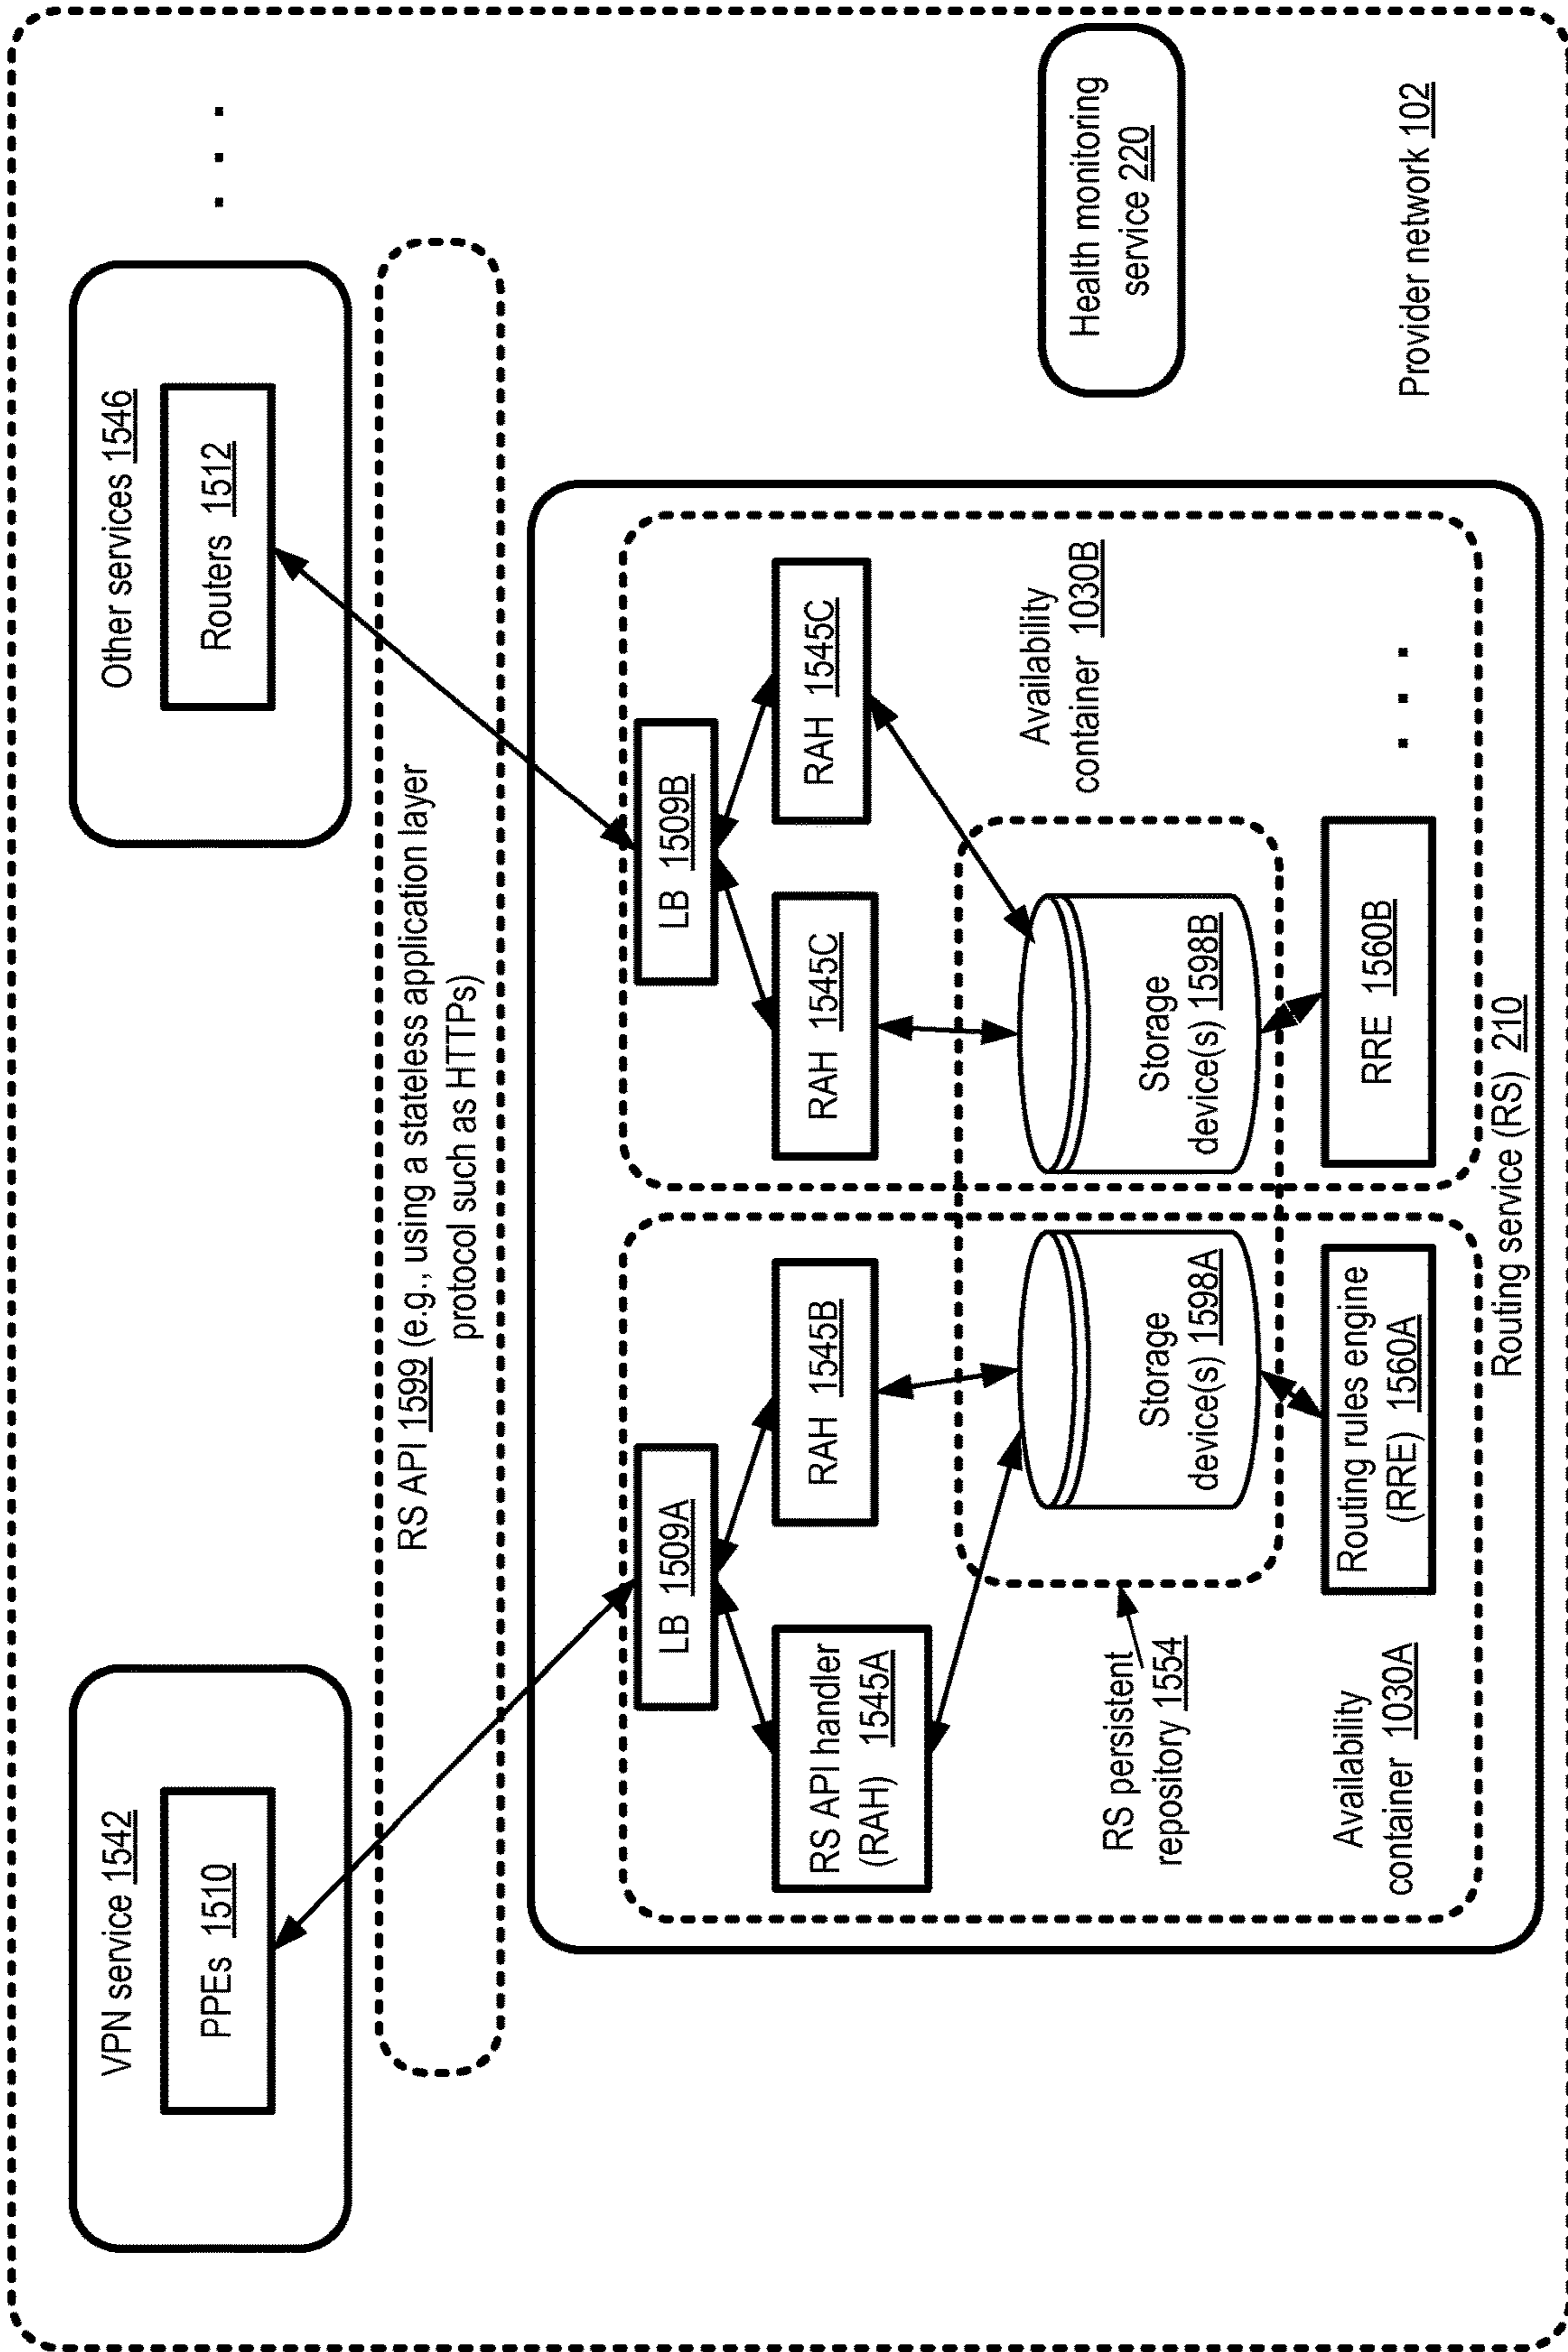 VPN service 1542
PPEs 1510
Other services 1546
Routers 1512
. . .
RS API 1599 (e.g., using a stateless application layer
protocol such as HTTPs)
LB 1509A
LB 1509B
RS API handler
(RAH) 1545A
RAH 1545B
RAH 1545C
RAH 1545C
RS persistent
repository 1554
Storage
device(s) 1598A
Storage
device(s) 1598B
Availability
container 1030A
Routing rules engine
(RRE) 1560A
RRE 1560B
Availability
container 1030B
. . .
Routing service (RS) 210
Health monitoring
service 220
Provider network 102